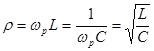 ρ = ω_p L = 1 / (ω_p C) = √(L / C)